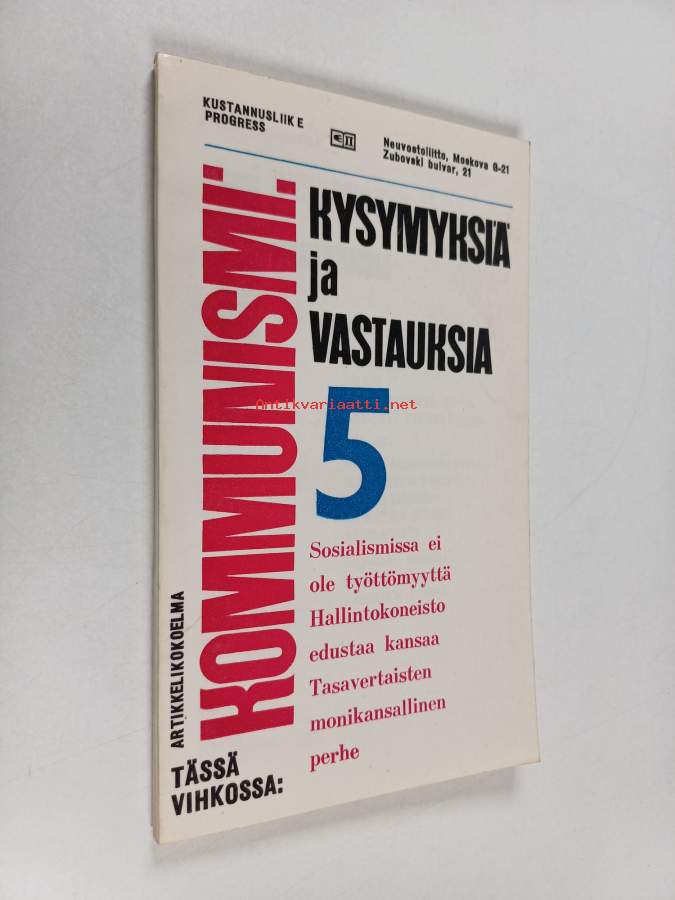 KUSTANNUSLIIKE
PROGRESS
Neuvostoliitto, Moskova G-21
Zubovski bulvar, 21
ARTIKKELIKOKOELMA
KOMMUNISMI:
KYSYMYKSIÄ
ja
VASTAUKSIA
5
Antikvariaatti.net
TÄSSÄ
VIHKOSSA:
Sosialismissa ei
ole työttömyyttä
Hallintokoneisto
edustaa kansaa
Tasavertaisten
monikansallinen
perhe